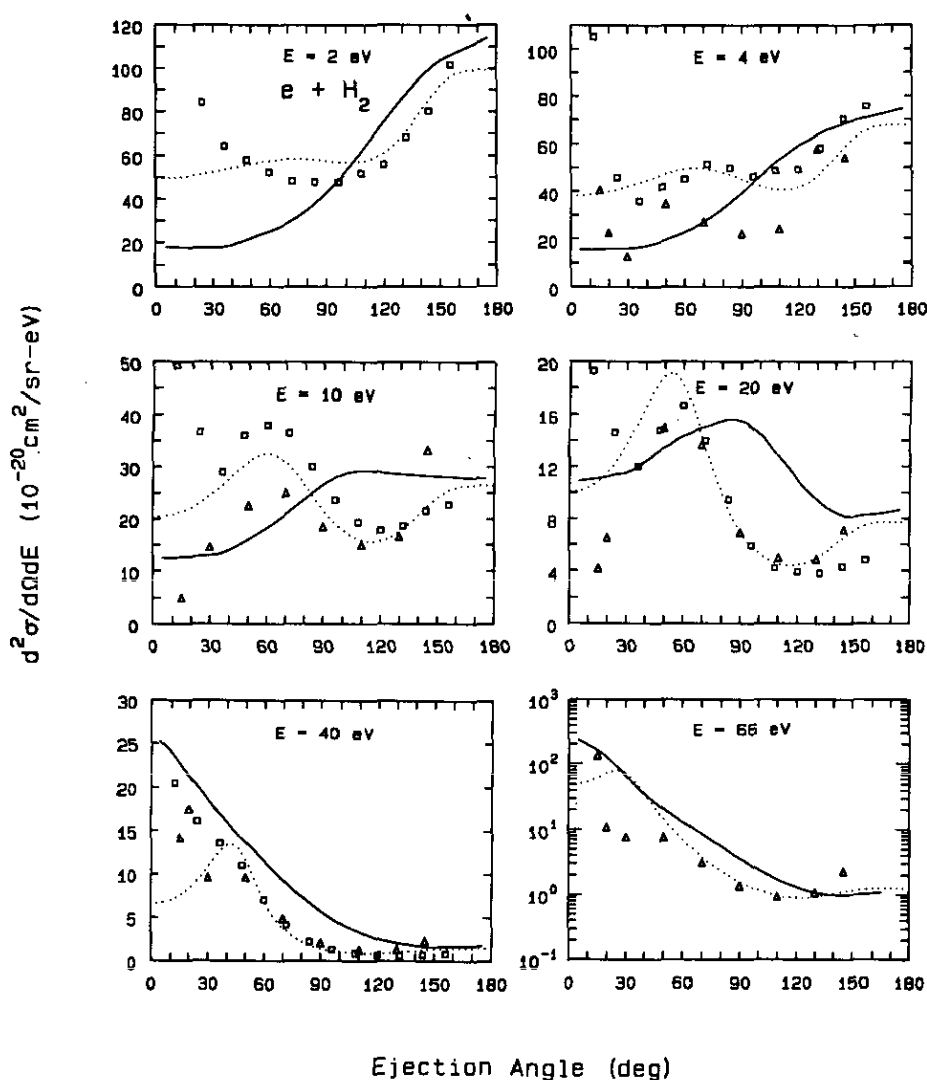 120
100
80
60
40
20
0
0 30 60 90 120 150 180
E = 2 eV
e + H2
100
80
60
40
20
0
0 30 60 90 120 150 180
E = 4 eV
50
40
30
20
10
0
0 30 60 90 120 150 180
E = 10 eV
20
16
12
8
4
0
0 30 60 90 120 150 180
E = 20 eV
25
20
15
10
5
0
30
0 30 60 90 120 150 180
E = 40 eV
10^3
10^2
10^1
10^0
10^-1
0 30 60 90 120 150 180
E = 66 eV
d²σ/dΩdE (10⁻²⁰ cm²/sr-eV)
Ejection Angle (deg)